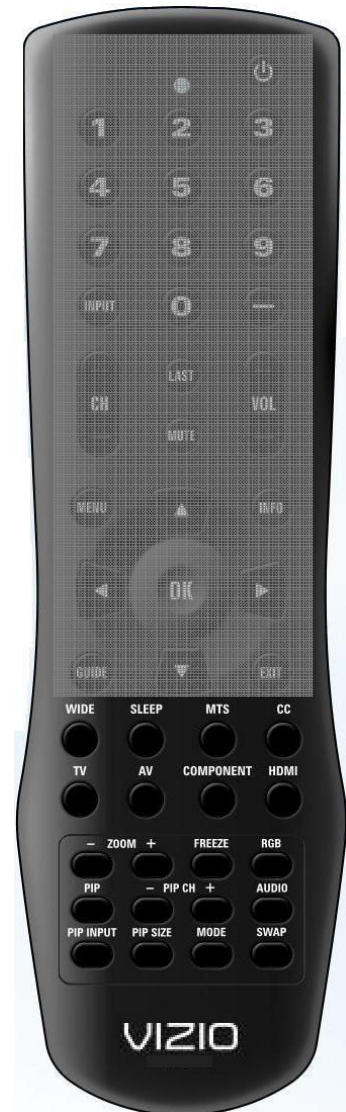 1 2 3
4 5 6
7 8 9
INPUT 0 —
LAST
CH VOL
MUTE
MENU INFO
OK
GUIDE EXIT
WIDE SLEEP MTS CC
TV AV COMPONENT HDMI
− ZOOM + FREEZE RGB
PIP − PIP CH + AUDIO
PIP INPUT PIP SIZE MODE SWAP
VIZIO